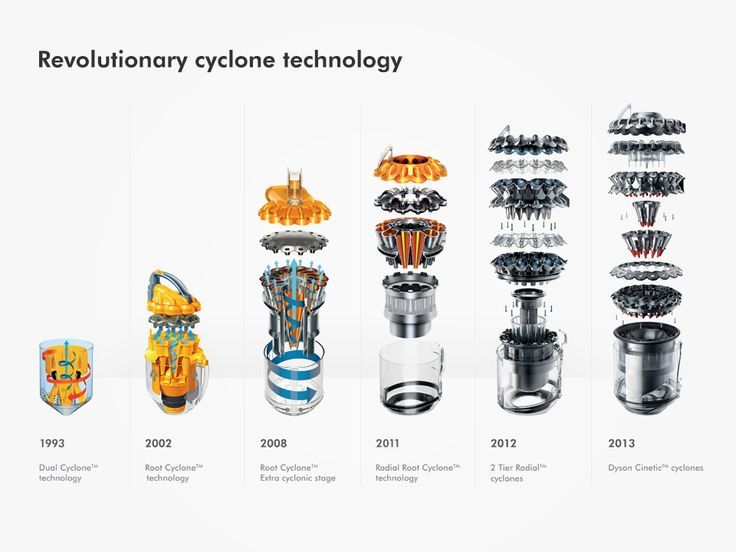 Revolutionary cyclone technology
1993
Dual Cyclone™
technology
2002
Root Cyclone™
technology
2008
Root Cyclone™
Extra cyclonic stage
2011
Radial Root Cyclone™
technology
2012
2 Tier Radial™
cyclones
2013
Dyson Cinetic™ cyclones